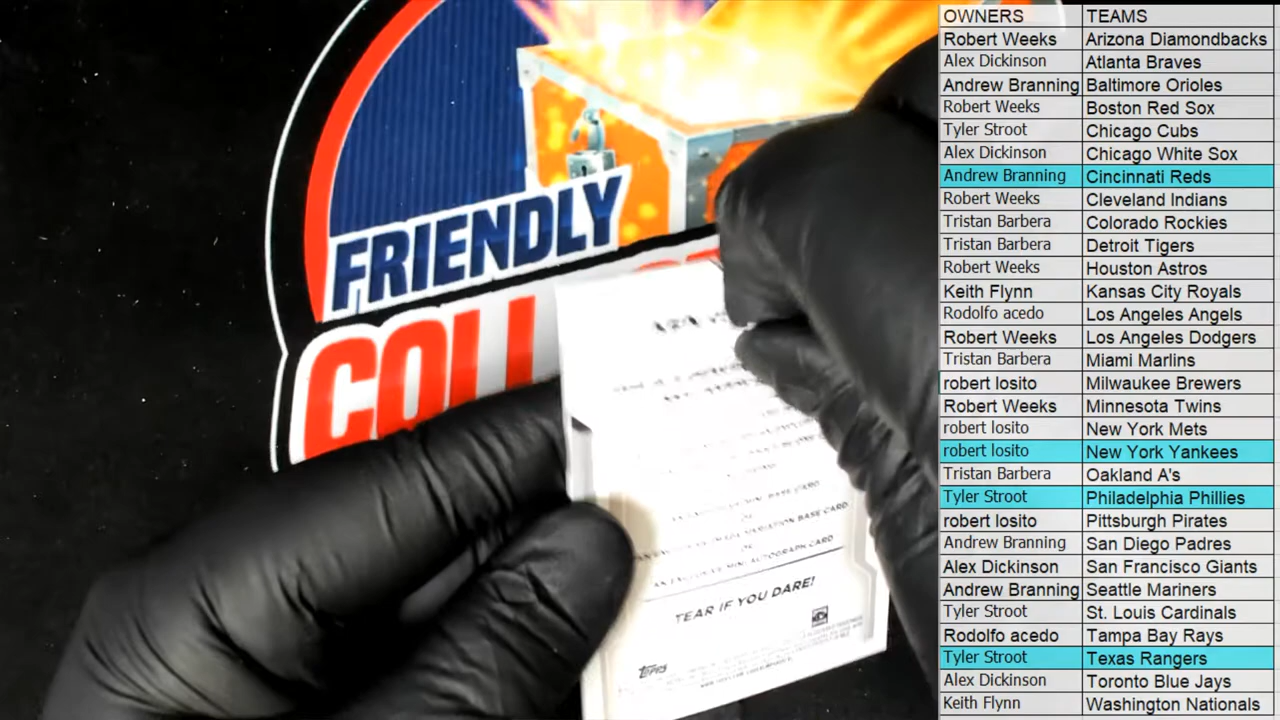 FRIENDLY
COLL
AN EXCLUSIVE MINI AUTOGRAPH CARD
TEAR IF YOU DARE!
Topps
OWNERS TEAMS
Robert Weeks Arizona Diamondbacks
Alex Dickinson Atlanta Braves
Andrew Branning Baltimore Orioles
Robert Weeks Boston Red Sox
Tyler Stroot Chicago Cubs
Alex Dickinson Chicago White Sox
Andrew Branning Cincinnati Reds
Robert Weeks Cleveland Indians
Tristan Barbera Colorado Rockies
Tristan Barbera Detroit Tigers
Robert Weeks Houston Astros
Keith Flynn Kansas City Royals
Rodolfo acedo Los Angeles Angels
Robert Weeks Los Angeles Dodgers
Tristan Barbera Miami Marlins
robert losito Milwaukee Brewers
Robert Weeks Minnesota Twins
robert losito New York Mets
robert losito New York Yankees
Tristan Barbera Oakland A's
Tyler Stroot Philadelphia Phillies
robert losito Pittsburgh Pirates
Andrew Branning San Diego Padres
Alex Dickinson San Francisco Giants
Andrew Branning Seattle Mariners
Tyler Stroot St. Louis Cardinals
Rodolfo acedo Tampa Bay Rays
Tyler Stroot Texas Rangers
Alex Dickinson Toronto Blue Jays
Keith Flynn Washington Nationals